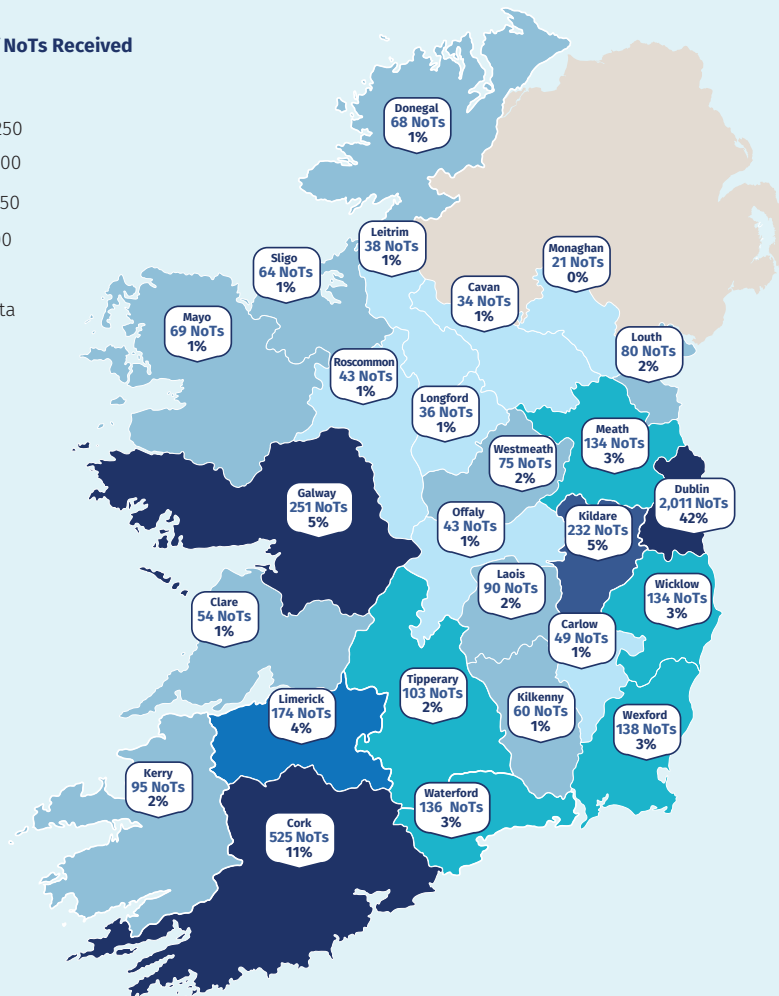 NoTs Received
250
00
50
0
ta
Donegal
68 NoTs
1%
Leitrim
38 NoTs
1%
Monaghan
21 NoTs
0%
Sligo
64 NoTs
1%
Cavan
34 NoTs
1%
Mayo
69 NoTs
1%
Louth
80 NoTs
2%
Roscommon
43 NoTs
1%
Longford
36 NoTs
1%
Meath
134 NoTs
3%
Westmeath
75 NoTs
2%
Galway
251 NoTs
5%
Dublin
2,011 NoTs
42%
Offaly
43 NoTs
1%
Kildare
232 NoTs
5%
Laois
90 NoTs
2%
Wicklow
134 NoTs
3%
Clare
54 NoTs
1%
Carlow
49 NoTs
1%
Tipperary
103 NoTs
2%
Limerick
174 NoTs
4%
Kilkenny
60 NoTs
1%
Wexford
138 NoTs
3%
Kerry
95 NoTs
2%
Waterford
136 NoTs
3%
Cork
525 NoTs
11%